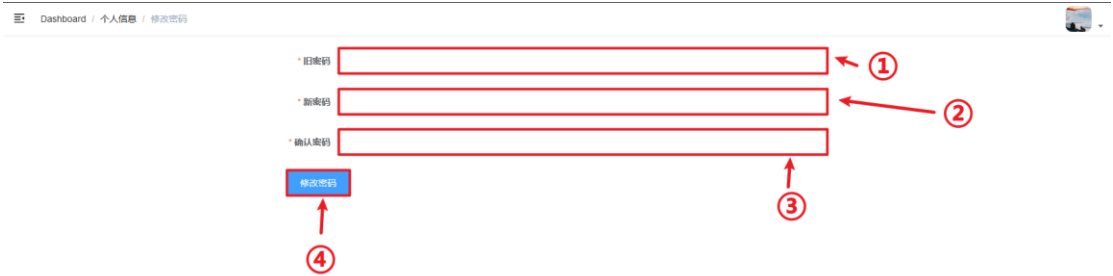 Dashboard / 个人信息 / 修改密码
* 旧密码
①
* 新密码
②
* 确认密码
修改密码
③
④